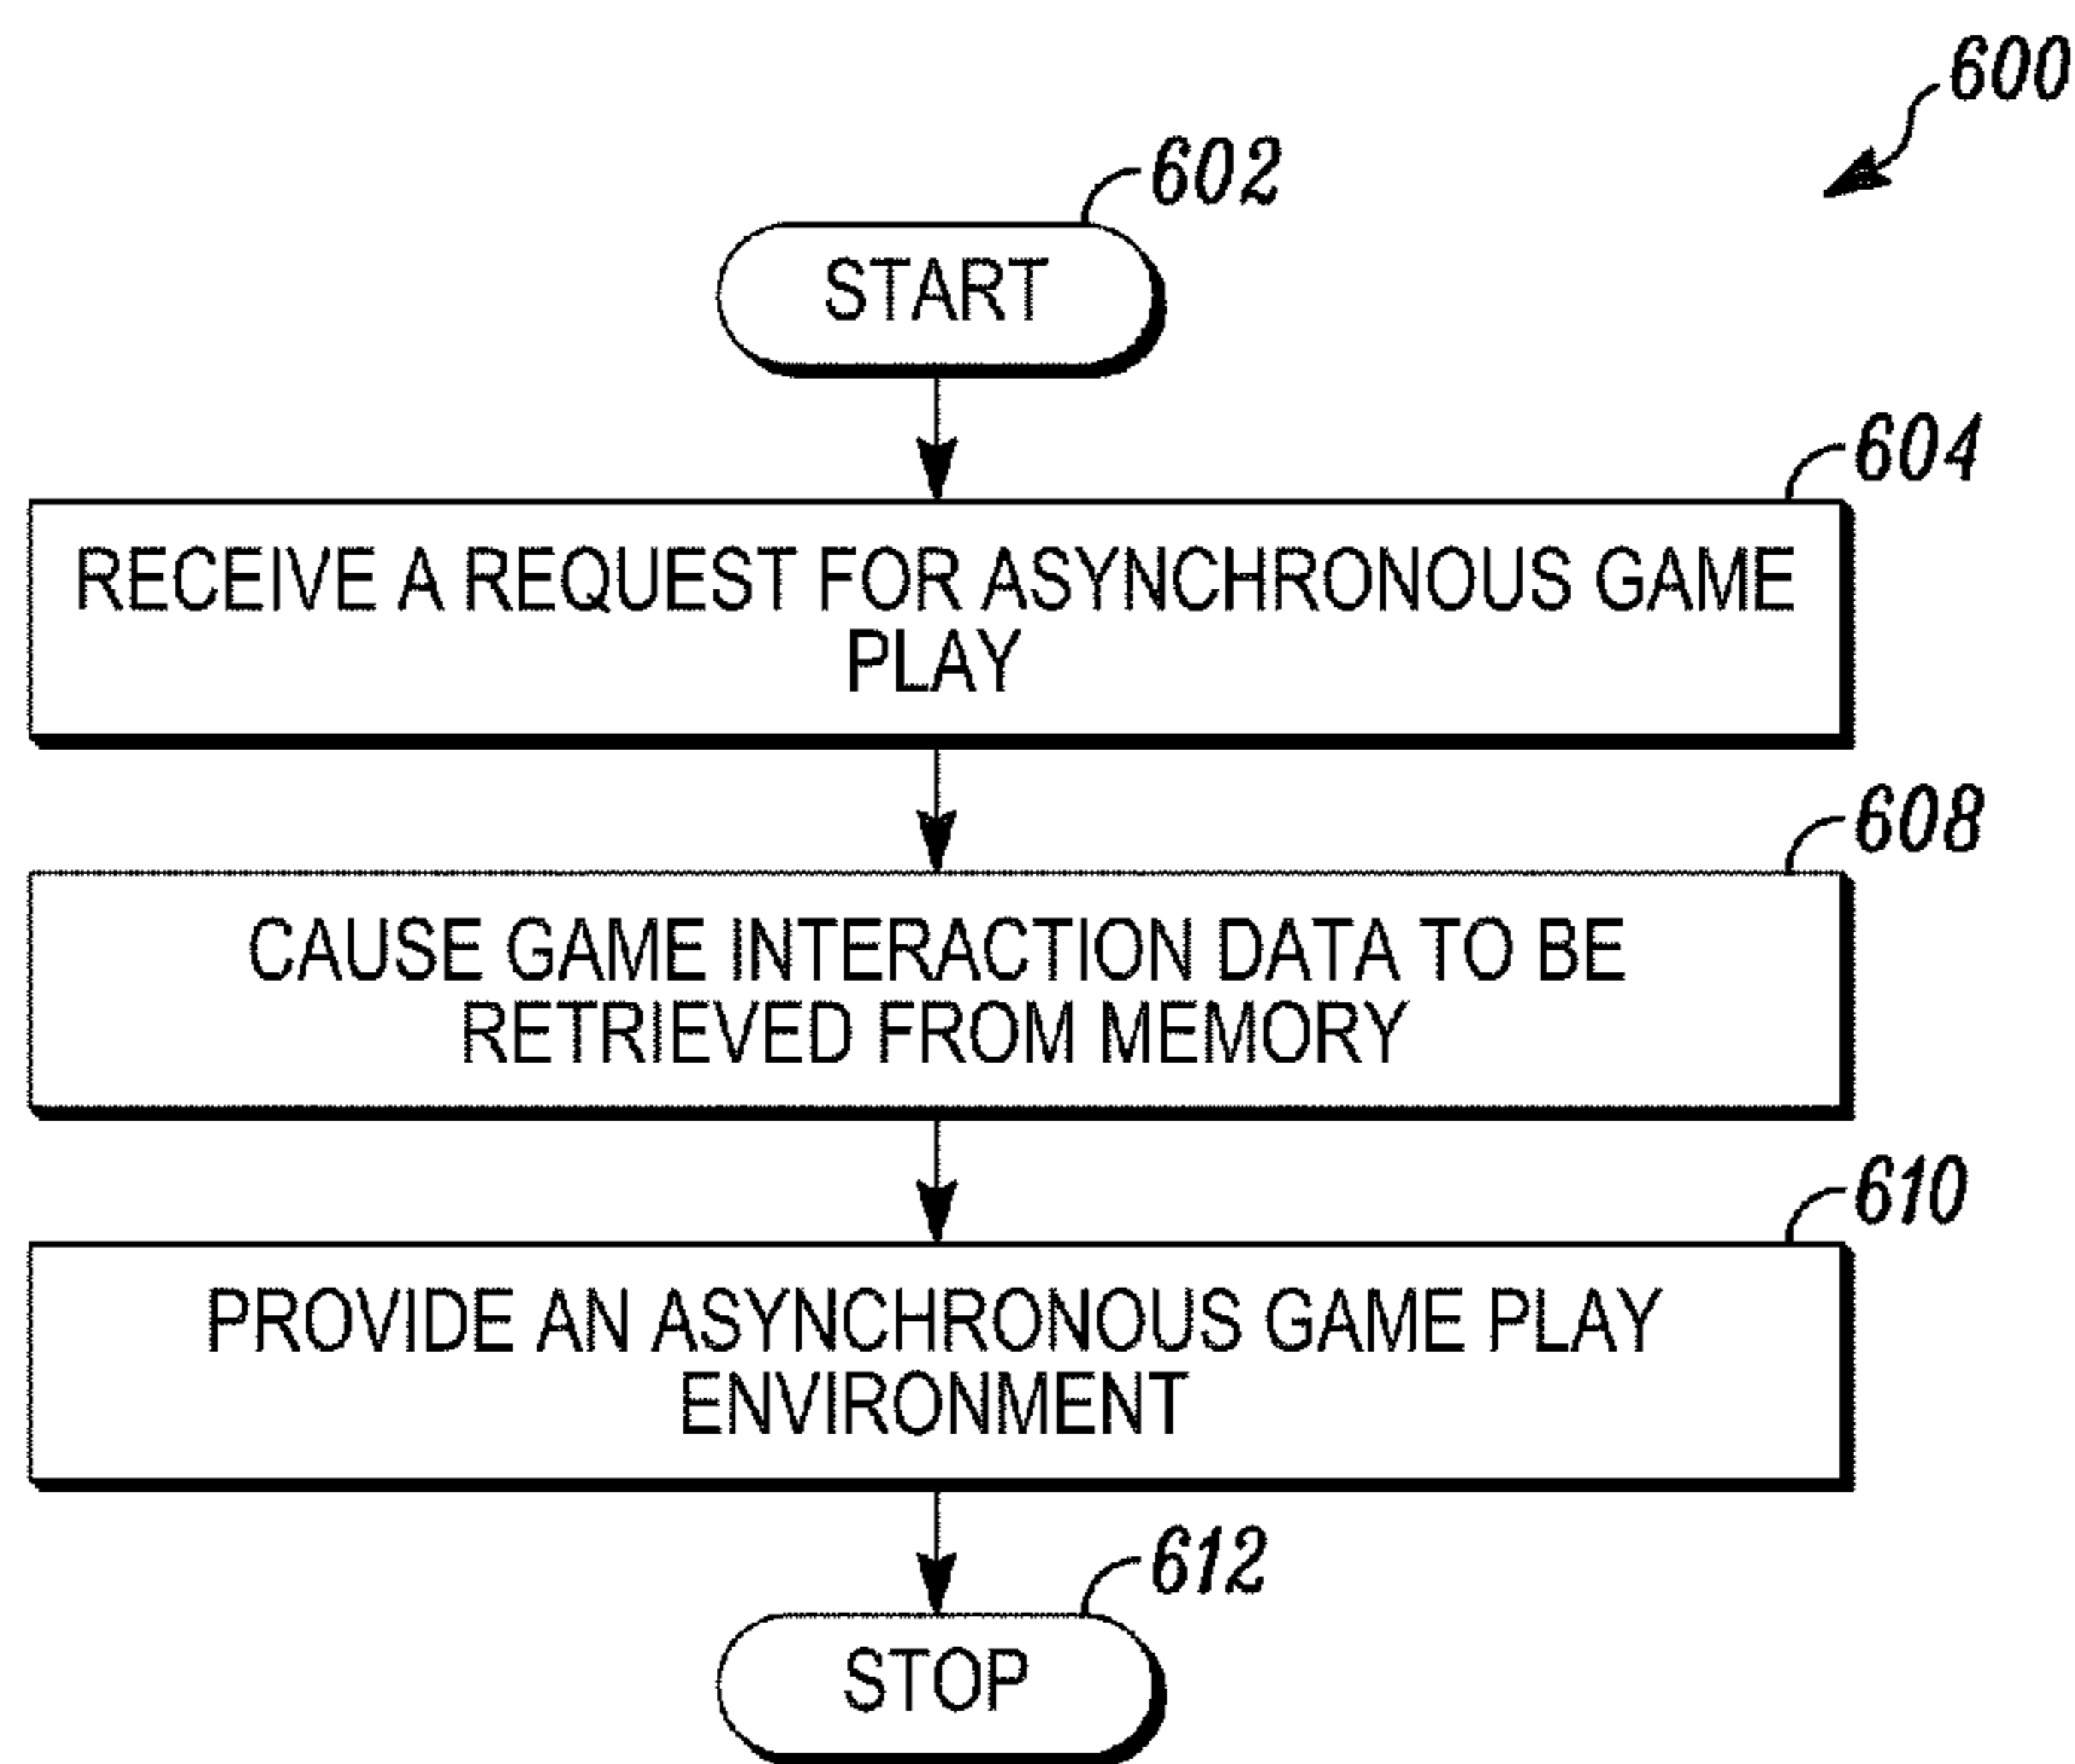 600
602
START
604
RECEIVE A REQUEST FOR ASYNCHRONOUS GAME
PLAY
608
CAUSE GAME INTERACTION DATA TO BE
RETRIEVED FROM MEMORY
610
PROVIDE AN ASYNCHRONOUS GAME PLAY
ENVIRONMENT
612
STOP